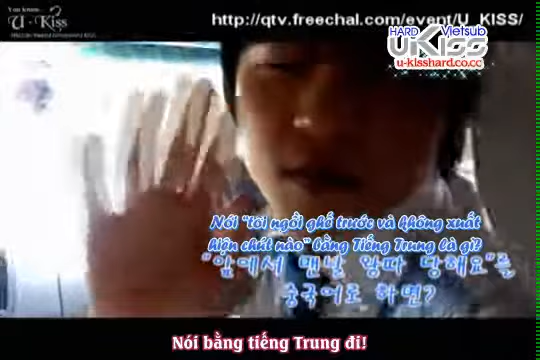 You know...
U-Kiss
http://qtv.freechal.com/event/U_KISS/
HARD Vietsub
UKISS
u-kisshard.co.cc
Nói "tôi ngồi ghế trước và không xuất
hiện chút nào" bằng Tiếng Trung là gì?
"앞에서 맨날 왕따 당해요"를
중국어로 하면?
Nói bằng tiếng Trung đi!